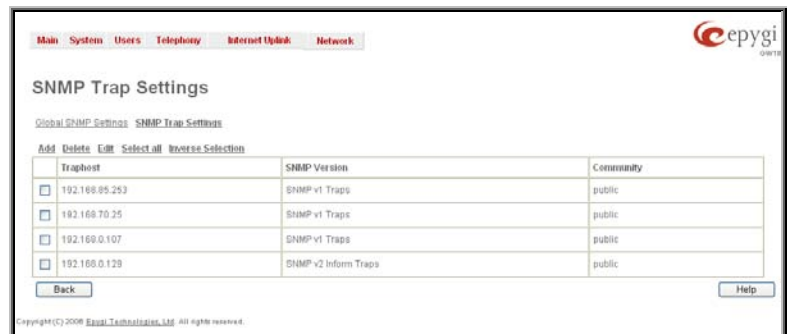 Main System Users Telephony Internet Uplink Network
epygi
SNMP Trap Settings
Global SNMP Settings SNMP Trap Settings
Add Delete Edit Select all Inverse Selection
Traphost SNMP Version Community
192.168.85.253 SNMP v1 Traps public
192.168.70.25 SNMP v1 Traps public
192.168.0.107 SNMP v1 Traps public
192.168.0.129 SNMP v2 Inform Traps public
Back Help
Copyright (C) 2008 Epygi Technologies, Ltd. All rights reserved.